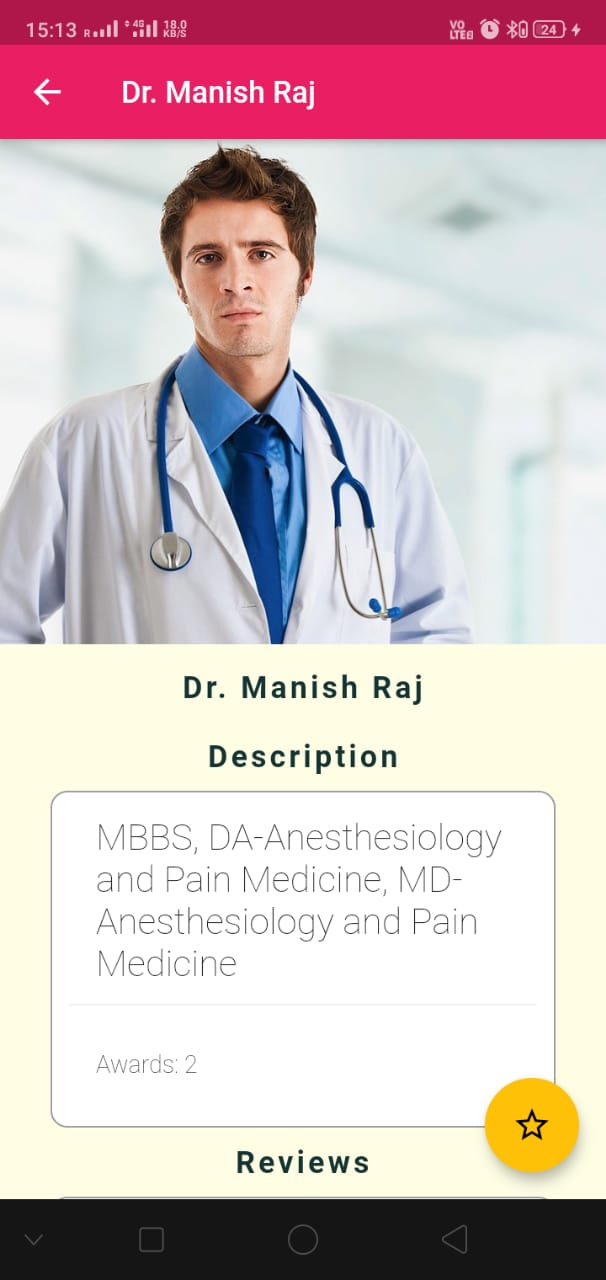 15:13 R 4G 18.0 KB/S VO LTE 24
Dr. Manish Raj
Dr. Manish Raj
Description
MBBS, DA-Anesthesiology
and Pain Medicine, MD-
Anesthesiology and Pain
Medicine
Awards: 2
Reviews